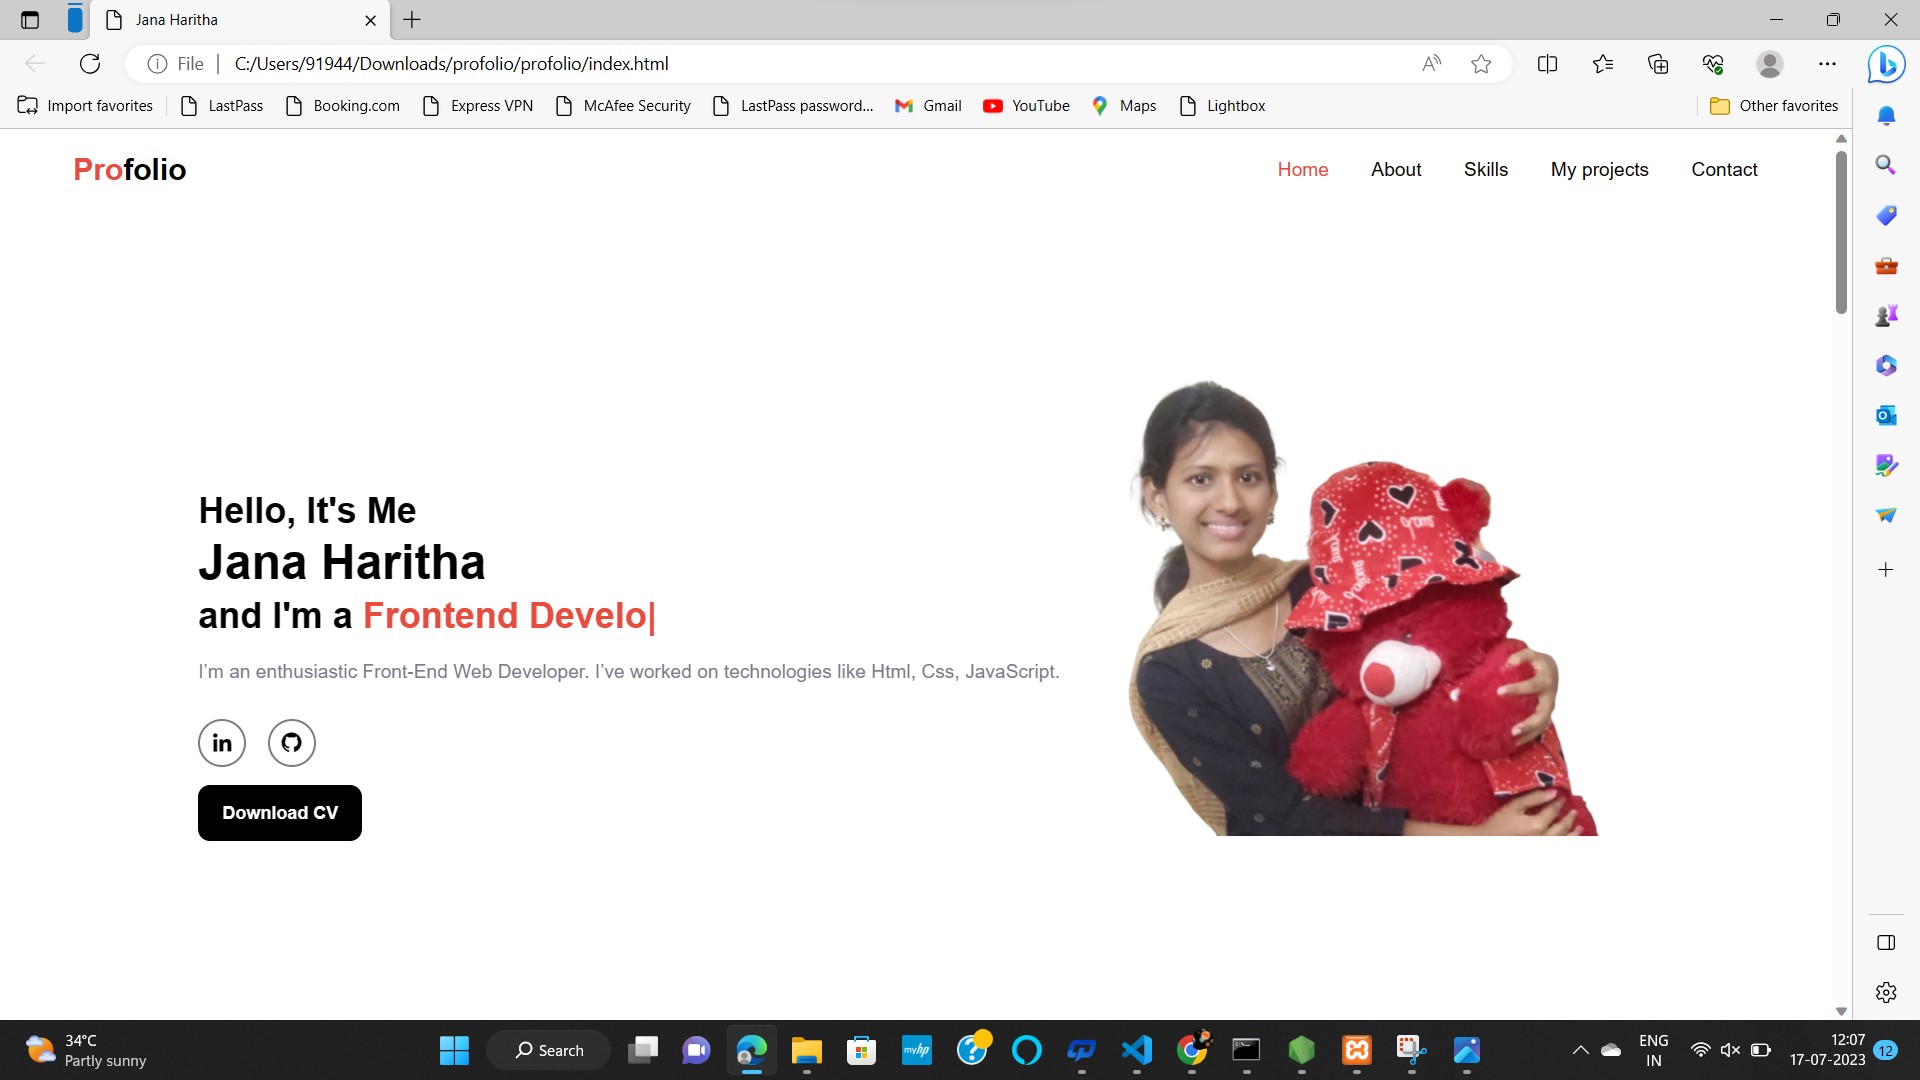 Jana Haritha
File
C:/Users/91944/Downloads/profolio/profolio/index.html
Import favorites
LastPass
Booking.com
Express VPN
McAfee Security
LastPass password...
Gmail
YouTube
Maps
Lightbox
Other favorites
Profolio
Home
About
Skills
My projects
Contact
Hello, It's Me
Jana Haritha
and I'm a Frontend Develo|
I’m an enthusiastic Front-End Web Developer. I’ve worked on technologies like Html, Css, JavaScript.
in
Download CV
34°C
Partly sunny
Search
myhp
ENG
IN
12:07
17-07-2023
12